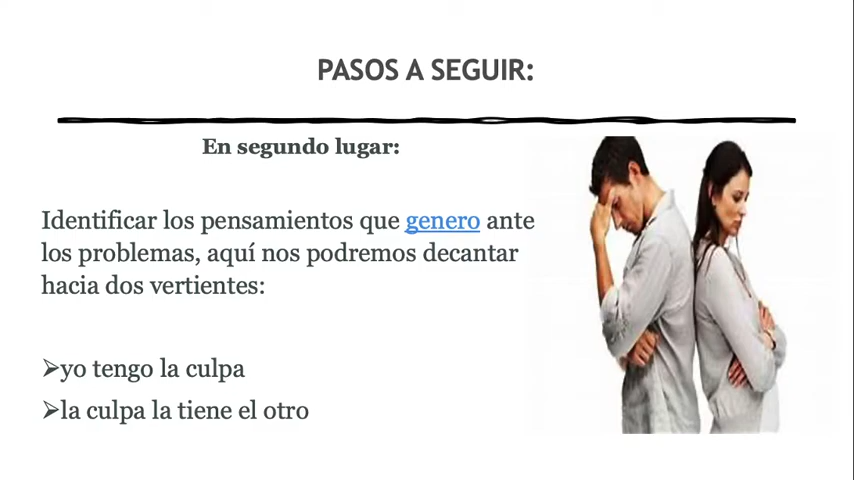 PASOS A SEGUIR:
En segundo lugar:
Identificar los pensamientos que genero ante
los problemas, aquí nos podremos decantar
hacia dos vertientes:
➢yo tengo la culpa
➢la culpa la tiene el otro